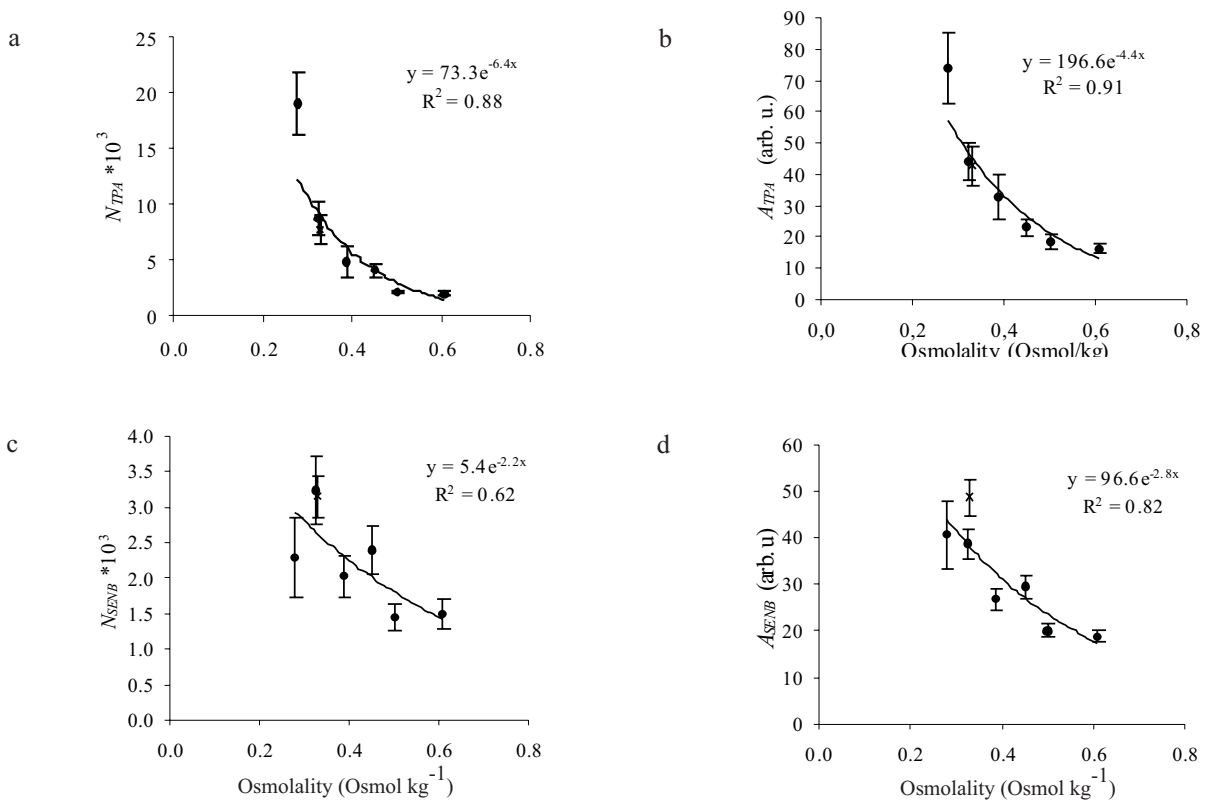 a
25
20
15
10
5
0
N_TPA *10^3
y = 73.3e^-6.4x
R^2 = 0.88
0.0 0.2 0.4 0.6 0.8
b
90
80
70
60
50
40
30
20
10
0
A_TPA (arb. u.)
y = 196.6e^-4.4x
R^2 = 0.91
0,0 0,2 0,4 0,6 0,8
Osmolality (Osmol/kg)
c
4.0
3.5
3.0
2.5
2.0
1.5
1.0
0.5
0.0
N_SENB *10^3
y = 5.4e^-2.2x
R^2 = 0.62
0.0 0.2 0.4 0.6 0.8
Osmolality (Osmol kg^-1)
d
60
50
40
30
20
10
0
A_SENB (arb.u)
y = 96.6e^-2.8x
R^2 = 0.82
0.0 0.2 0.4 0.6 0.8
Osmolality (Osmol kg^-1)